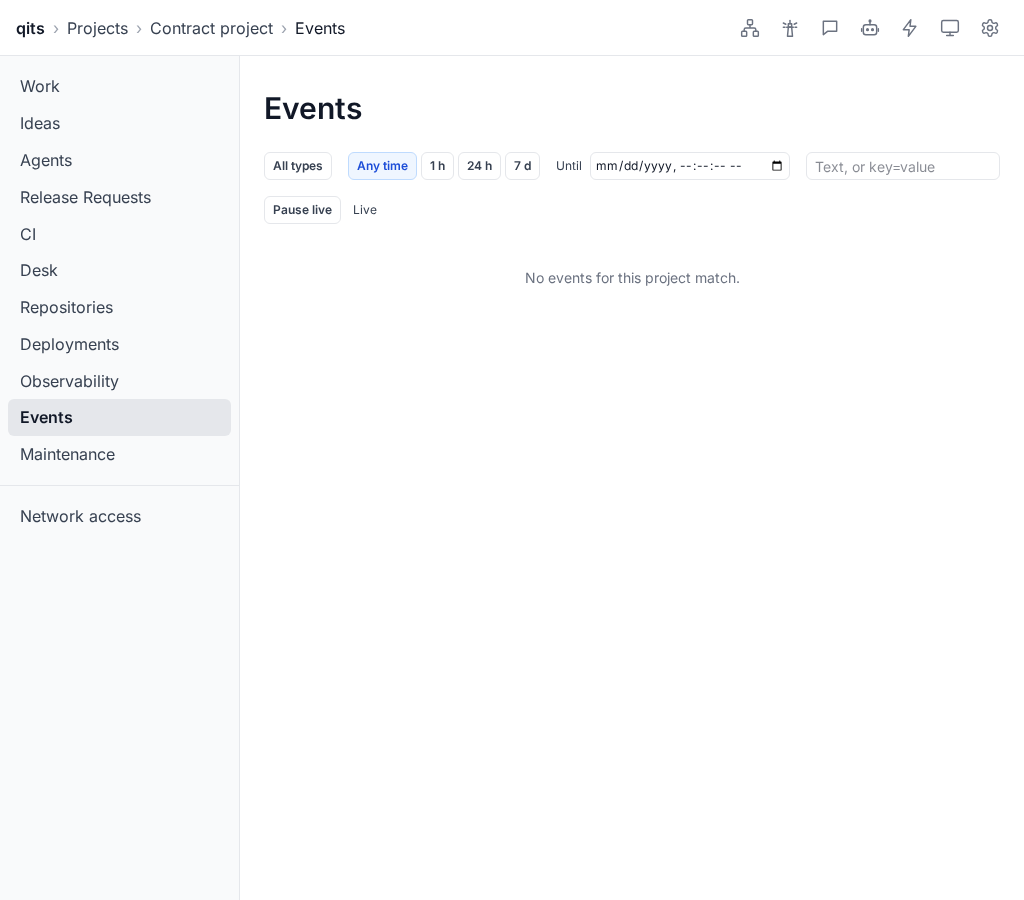 qits › Projects › Contract project › Events
Work
Ideas
Agents
Release Requests
CI
Desk
Repositories
Deployments
Observability
Events
Maintenance
Network access
Events
All types Any time 1 h 24 h 7 d Until mm/dd/yyyy, --:--:-- -- Text, or key=value
Pause live Live
No events for this project match.